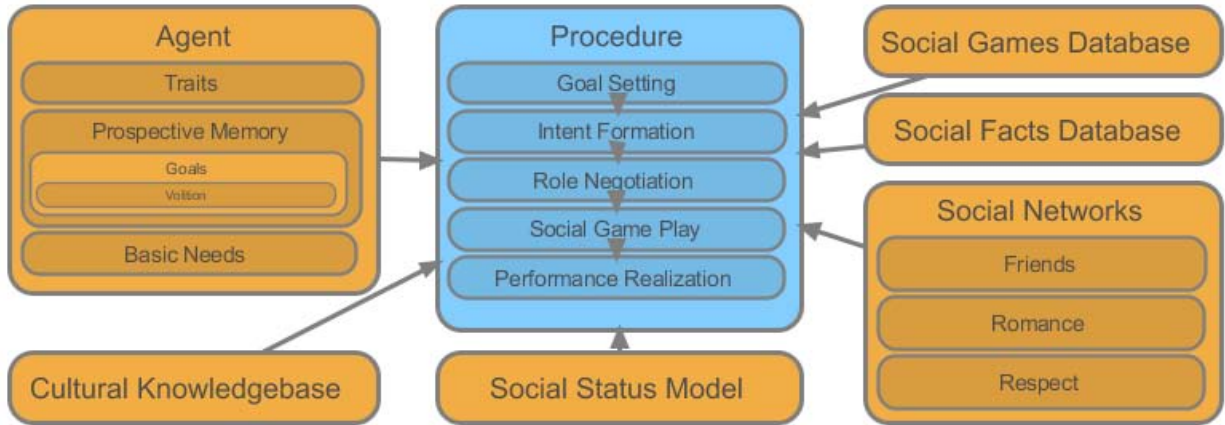 Agent
Traits
Prospective Memory
Goals
Volition
Basic Needs
Cultural Knowledgebase
Procedure
Goal Setting
Intent Formation
Role Negotiation
Social Game Play
Performance Realization
Social Status Model
Social Games Database
Social Facts Database
Social Networks
Friends
Romance
Respect